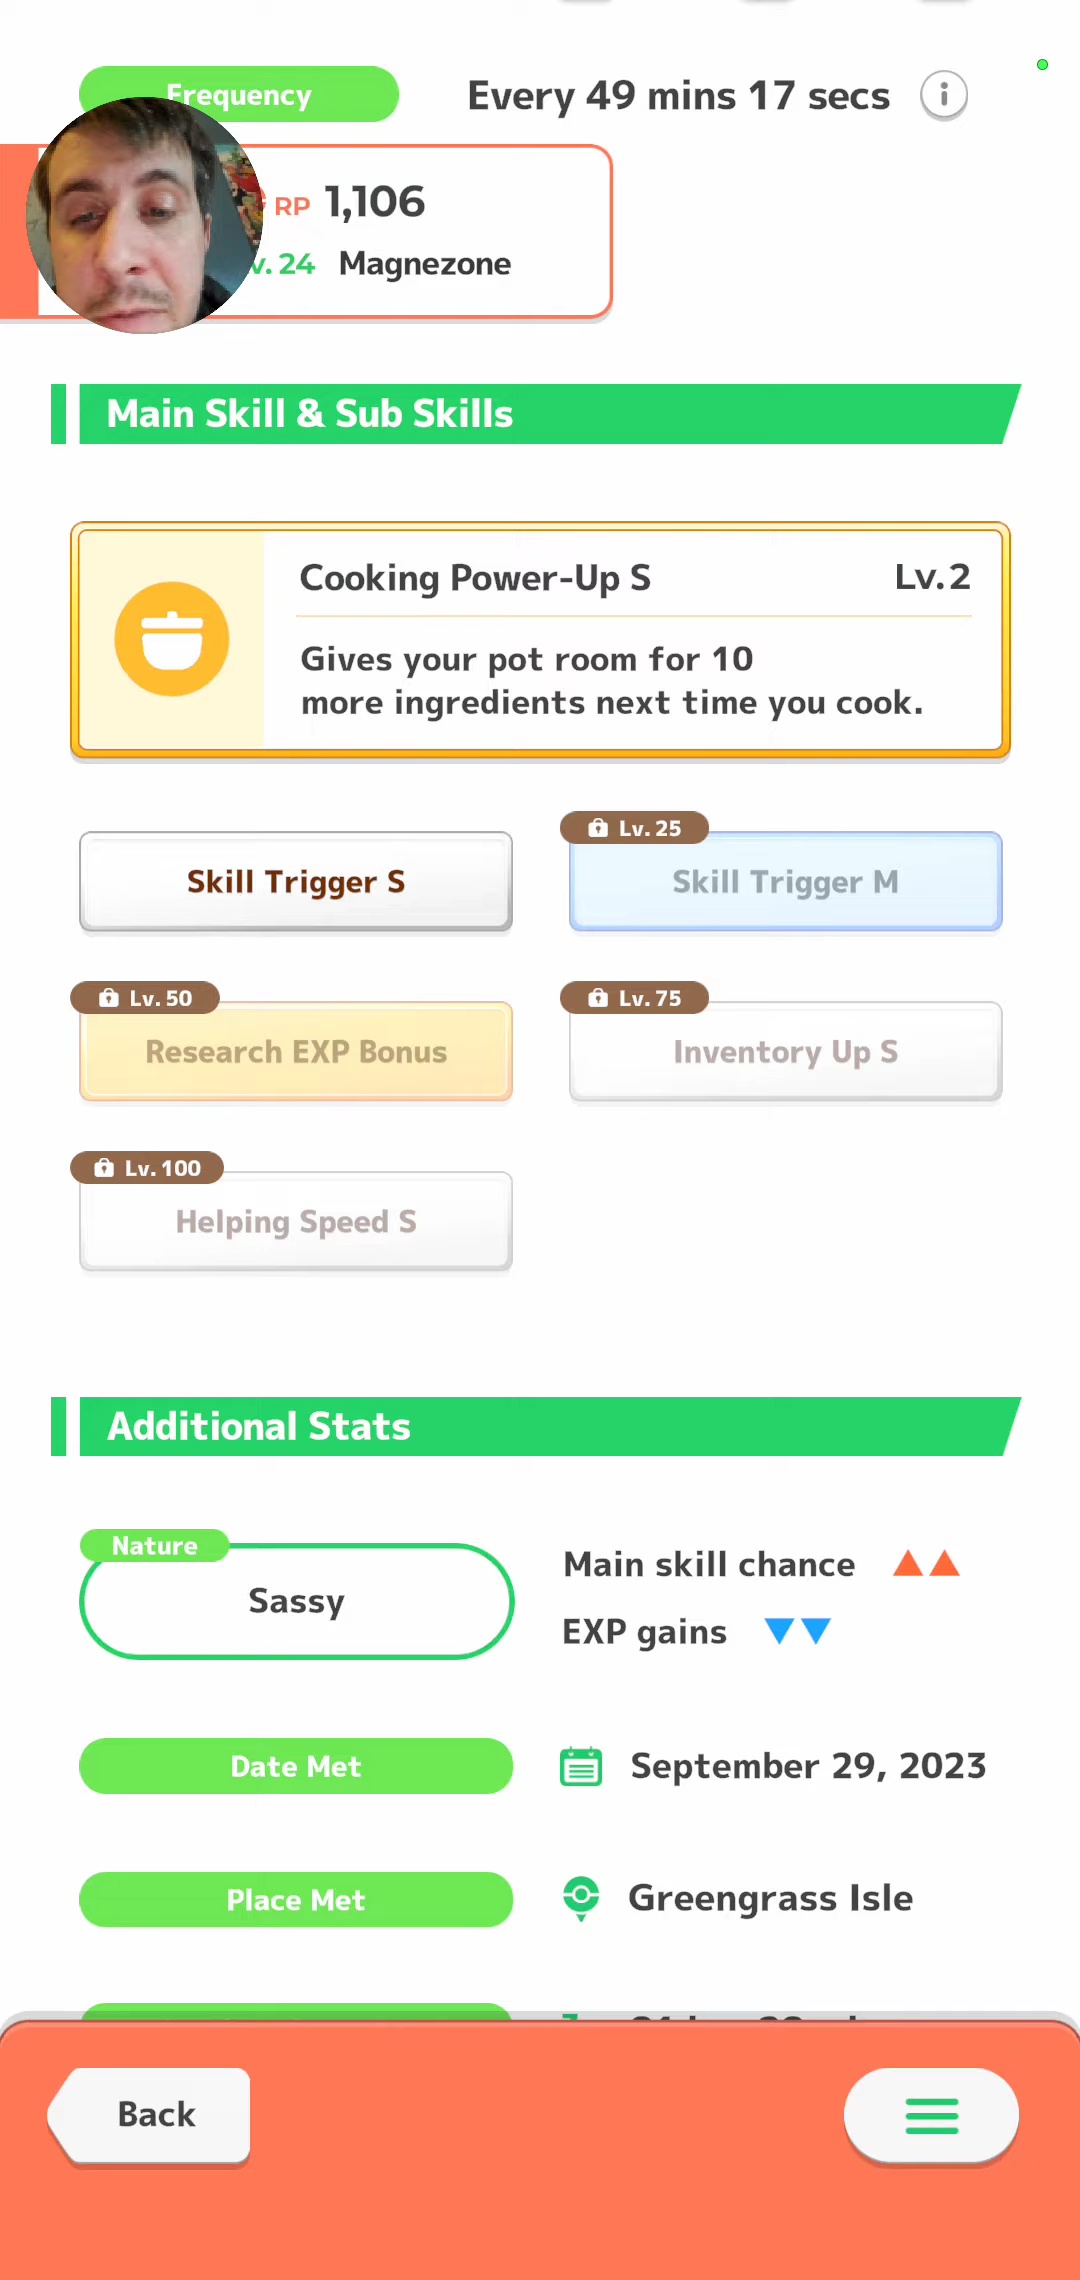 Frequency
Every 49 mins 17 secs
RP 1,106
v. 24 Magnezone
Main Skill & Sub Skills
Cooking Power-Up S
Lv. 2
Gives your pot room for 10
more ingredients next time you cook.
Skill Trigger S
Lv. 25
Skill Trigger M
Lv. 50
Research EXP Bonus
Lv. 75
Inventory Up S
Lv. 100
Helping Speed S
Additional Stats
Nature
Sassy
Main skill chance
EXP gains
Date Met
September 29, 2023
Place Met
Greengrass Isle
Back